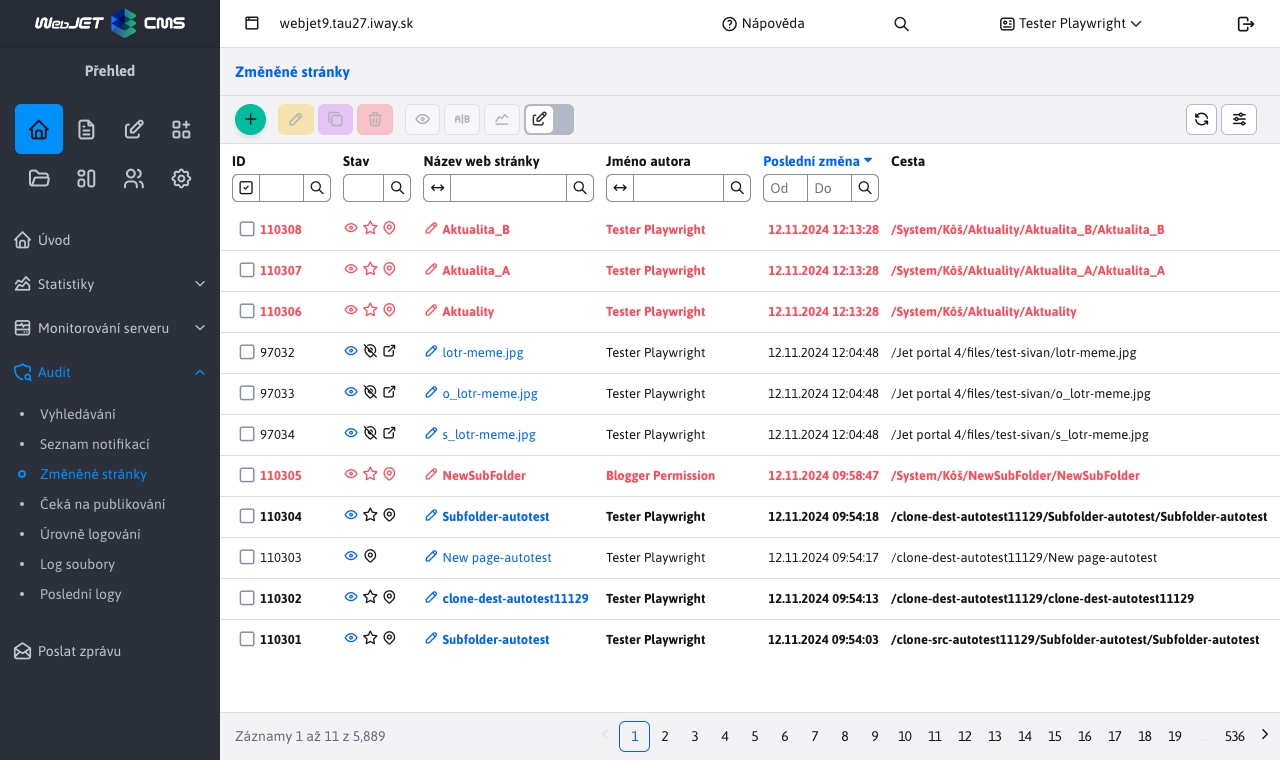 WebJET CMS
webjet9.tau27.iway.sk
Nápověda
Tester Playwright
Přehled
Změněné stránky
A|B
ID Stav Název web stránky Jméno autora Poslední změna Cesta
Od Do
110308 Aktualita_B Tester Playwright 12.11.2024 12:13:28 /System/Kôš/Aktuality/Aktualita_B/Aktualita_B
110307 Aktualita_A Tester Playwright 12.11.2024 12:13:28 /System/Kôš/Aktuality/Aktualita_A/Aktualita_A
110306 Aktuality Tester Playwright 12.11.2024 12:13:28 /System/Kôš/Aktuality/Aktuality
97032 lotr-meme.jpg Tester Playwright 12.11.2024 12:04:48 /Jet portal 4/files/test-sivan/lotr-meme.jpg
97033 o_lotr-meme.jpg Tester Playwright 12.11.2024 12:04:48 /Jet portal 4/files/test-sivan/o_lotr-meme.jpg
97034 s_lotr-meme.jpg Tester Playwright 12.11.2024 12:04:48 /Jet portal 4/files/test-sivan/s_lotr-meme.jpg
110305 NewSubFolder Blogger Permission 12.11.2024 09:58:47 /System/Kôš/NewSubFolder/NewSubFolder
110304 Subfolder-autotest Tester Playwright 12.11.2024 09:54:18 /clone-dest-autotest11129/Subfolder-autotest/Subfolder-autotest
110303 New page-autotest Tester Playwright 12.11.2024 09:54:17 /clone-dest-autotest11129/New page-autotest
110302 clone-dest-autotest11129 Tester Playwright 12.11.2024 09:54:13 /clone-dest-autotest11129/clone-dest-autotest11129
110301 Subfolder-autotest Tester Playwright 12.11.2024 09:54:03 /clone-src-autotest11129/Subfolder-autotest/Subfolder-autotest
Úvod
Statistiky
Monitorování serveru
Audit
Vyhledávání
Seznam notifikací
Změněné stránky
Čeká na publikování
Úrovně logování
Log soubory
Poslední logy
Poslat zprávu
Záznamy 1 až 11 z 5,889
1 2 3 4 5 6 7 8 9 10 11 12 13 14 15 16 17 18 19 … 536